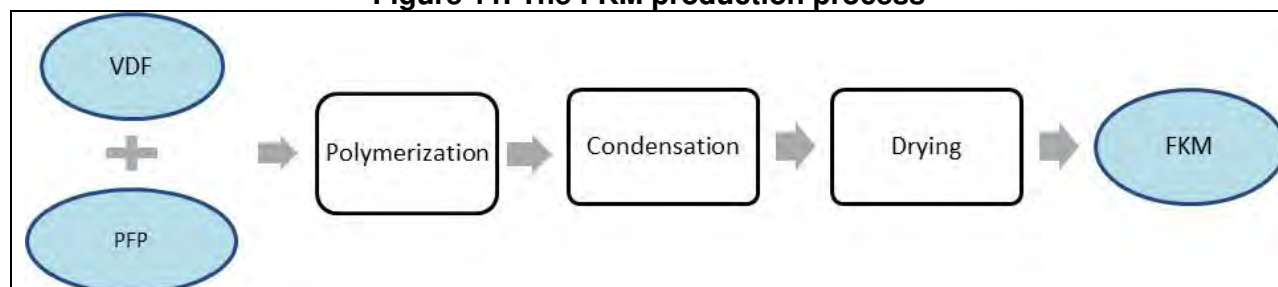 Figure 11. The FKM production process
VDF
PFP
Polymerization
Condensation
Drying
FKM